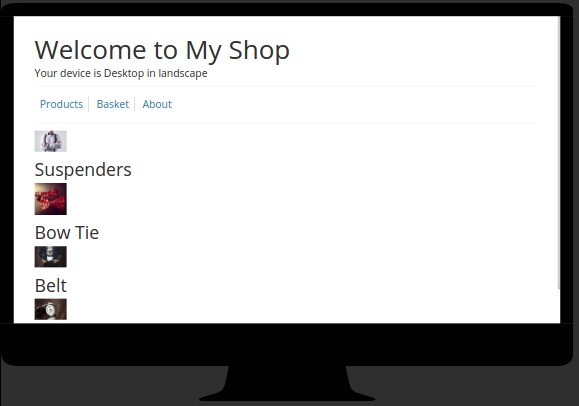 Welcome to My Shop
Your device is Desktop in landscape
Products Basket About
Suspenders
Bow Tie
Belt